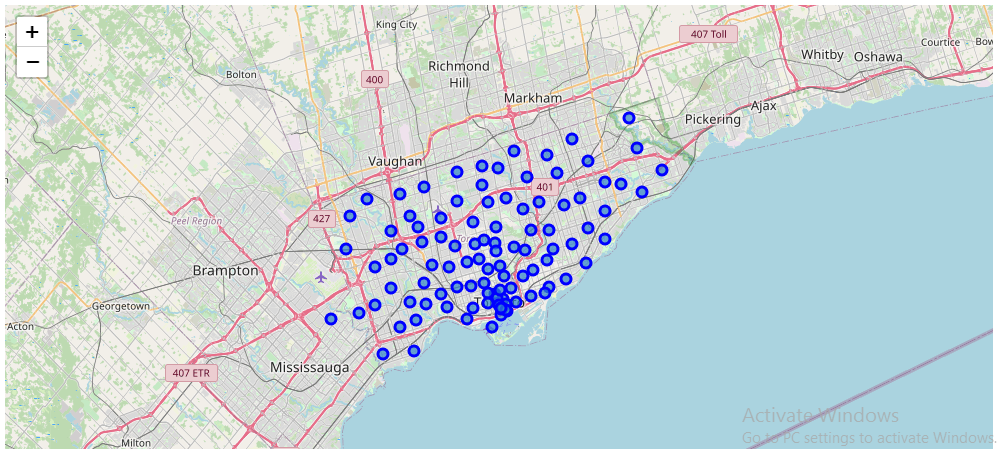 +
−
King City
407 Toll
Whitby
Oshawa
Courtice
Bow
Bolton
400
Richmond
Hill
Markham
Ajax
Pickering
Vaughan
401
427
Peel Region
Brampton
Georgetown
Acton
Mississauga
407 ETR
Milton
Activate Windows
Go to PC settings to activate Windows.